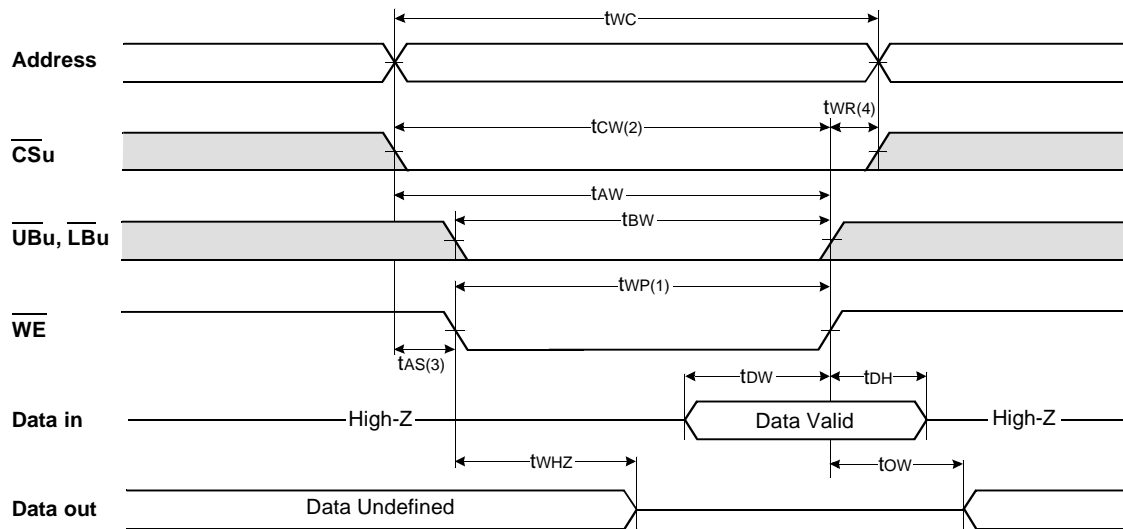 tWC
Address
tWR(4)
tCW(2)
CSu
tAW
tBW
UBu, LBu
tWP(1)
WE
tAS(3)
tDW
tDH
Data in
High-Z
Data Valid
High-Z
tWHZ
tOW
Data out
Data Undefined